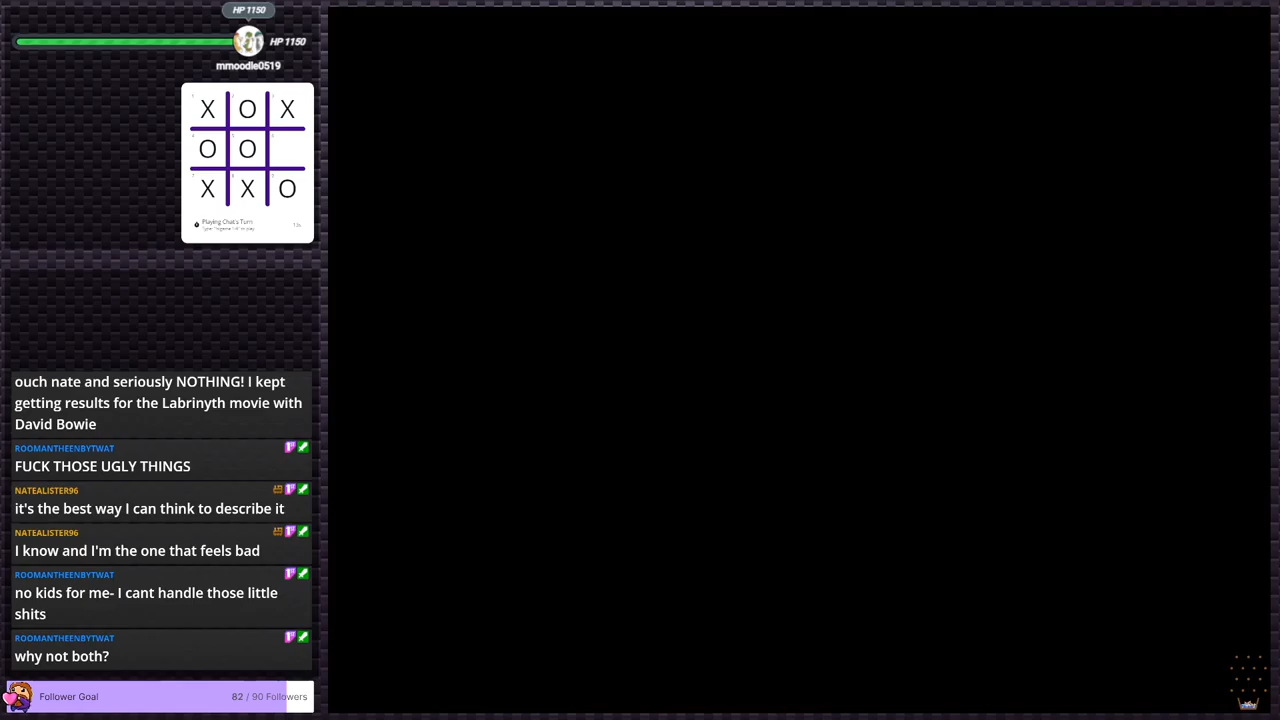 HP 1150
HP 1150
mmoodle0519
X O X
O O
X X O
Playing Chat's Turn
ouch nate and seriously NOTHING! I kept
getting results for the Labrinyth movie with
David Bowie
ROOMANTHEENBYTWAT
FUCK THOSE UGLY THINGS
NATEALISTER96
it's the best way I can think to describe it
NATEALISTER96
I know and I'm the one that feels bad
ROOMANTHEENBYTWAT
no kids for me- I cant handle those little
shits
ROOMANTHEENBYTWAT
why not both?
Follower Goal 82 / 90 Followers